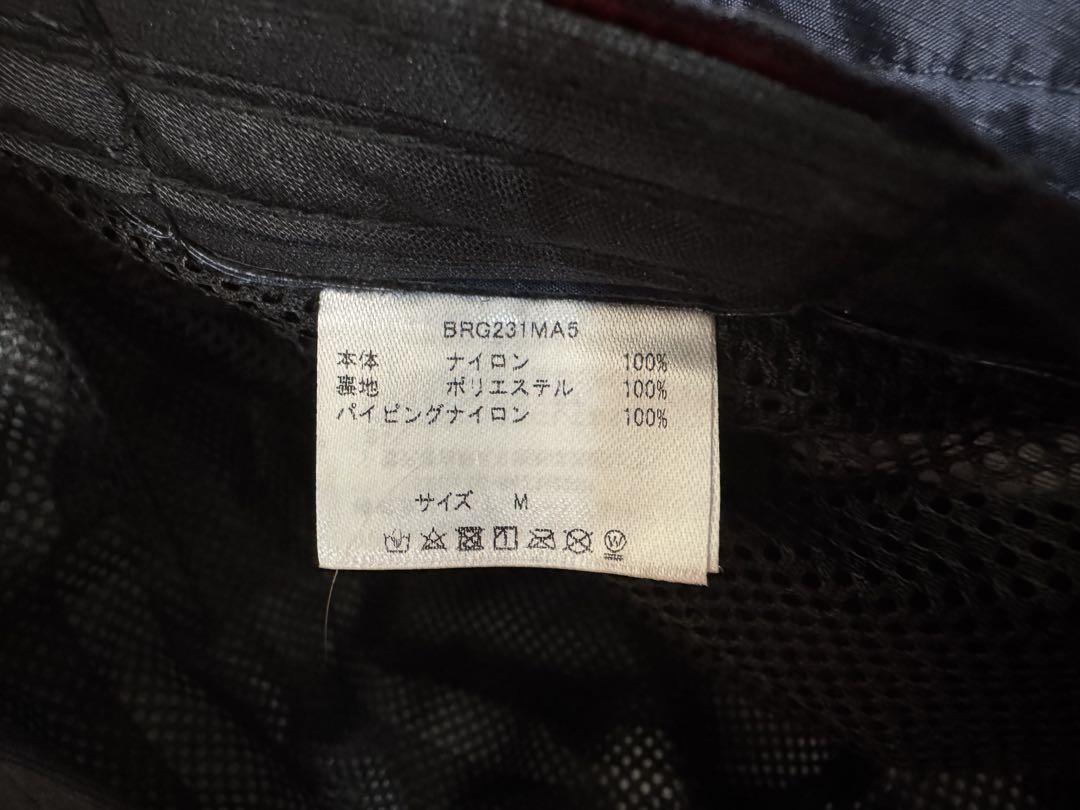 BRG231MA5
本体 ナイロン 100%
裏地 ポリエステル 100%
パイピングナイロン 100%
サイズ M
W